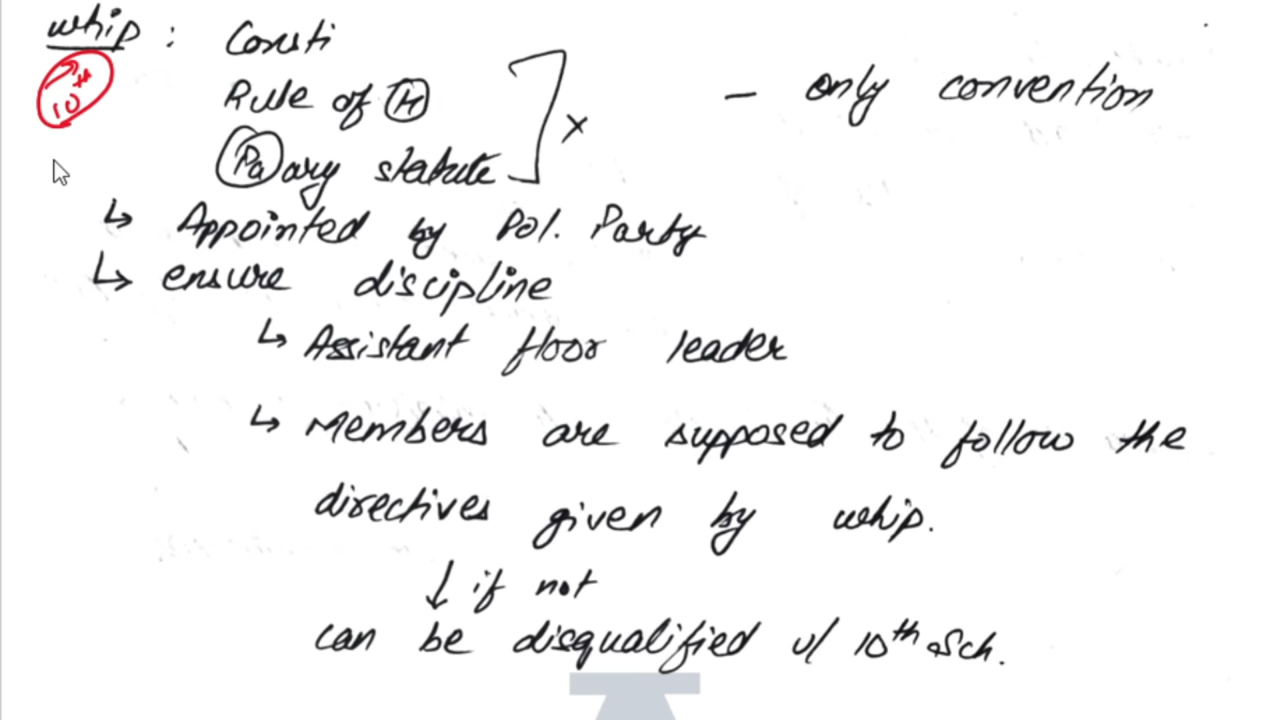 whip : Consti
10th
Rule of (H) ] × - only convention
(Pa)ary statute
↳ Appointed by Pol. Party
↳ ensure discipline
↳ Assistant floor leader
↳ Members are supposed to follow the
directives given by whip.
↓ if not
can be disqualified u/ 10th Sch.